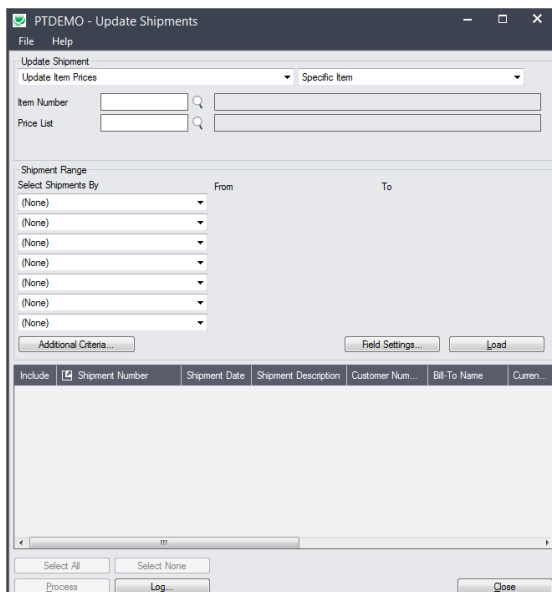 PTDEMO - Update Shipments
File Help
Update Shipment
Update Item Prices Specific Item
Item Number
Price List
Shipment Range
Select Shipments By From To
(None)
(None)
(None)
(None)
(None)
(None)
(None)
Additional Criteria... Field Settings... Load
Include Shipment Number Shipment Date Shipment Description Customer Num... Bill-To Name Curren...
Select All Select None
Process Log... Close